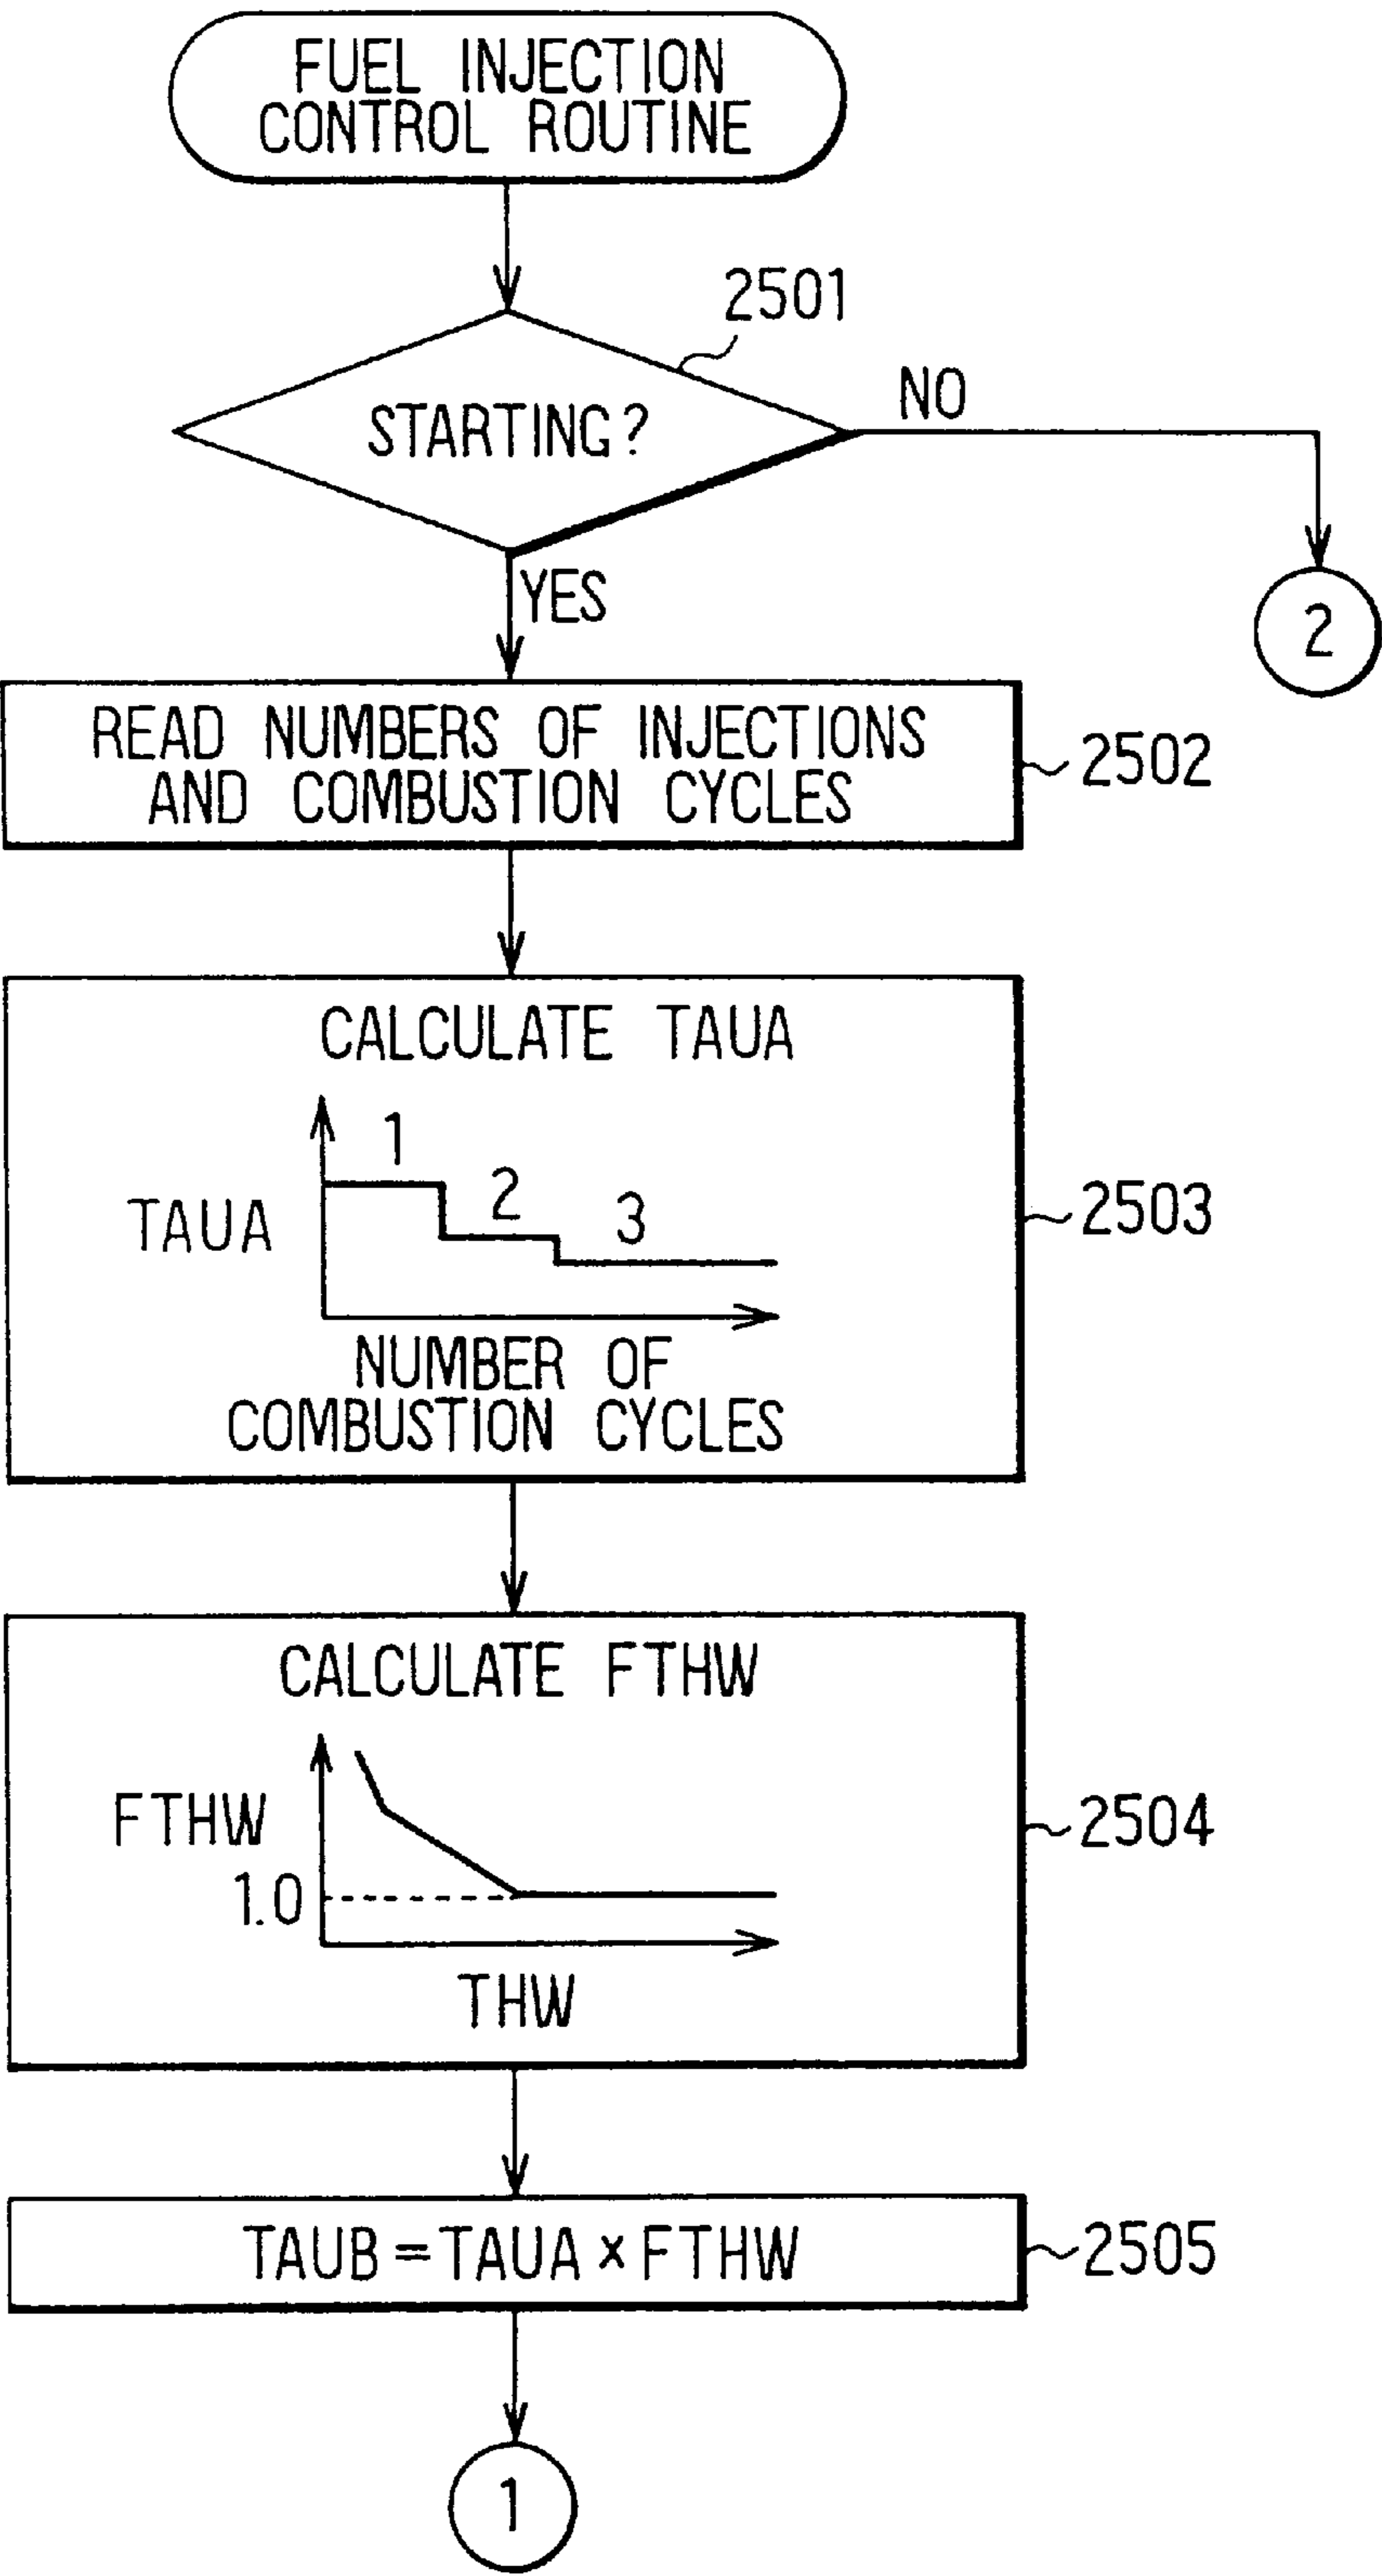 FUEL INJECTION
CONTROL ROUTINE
2501
STARTING?
NO
YES
2
READ NUMBERS OF INJECTIONS
AND COMBUSTION CYCLES
2502
CALCULATE TAUA
1
2
3
TAUA
2503
NUMBER OF
COMBUSTION CYCLES
CALCULATE FTHW
FTHW
2504
1.0
THW
TAUB=TAUA×FTHW
2505
1